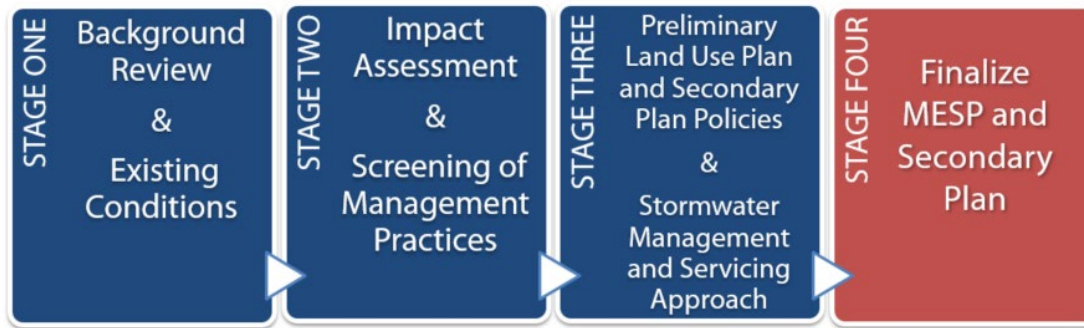 STAGE ONE
Background
Review
&
Existing
Conditions
STAGE TWO
Impact
Assessment
&
Screening of
Management
Practices
STAGE THREE
Preliminary
Land Use Plan
and Secondary
Plan Policies
&
Stormwater
Management
and Servicing
Approach
STAGE FOUR
Finalize
MESP and
Secondary
Plan